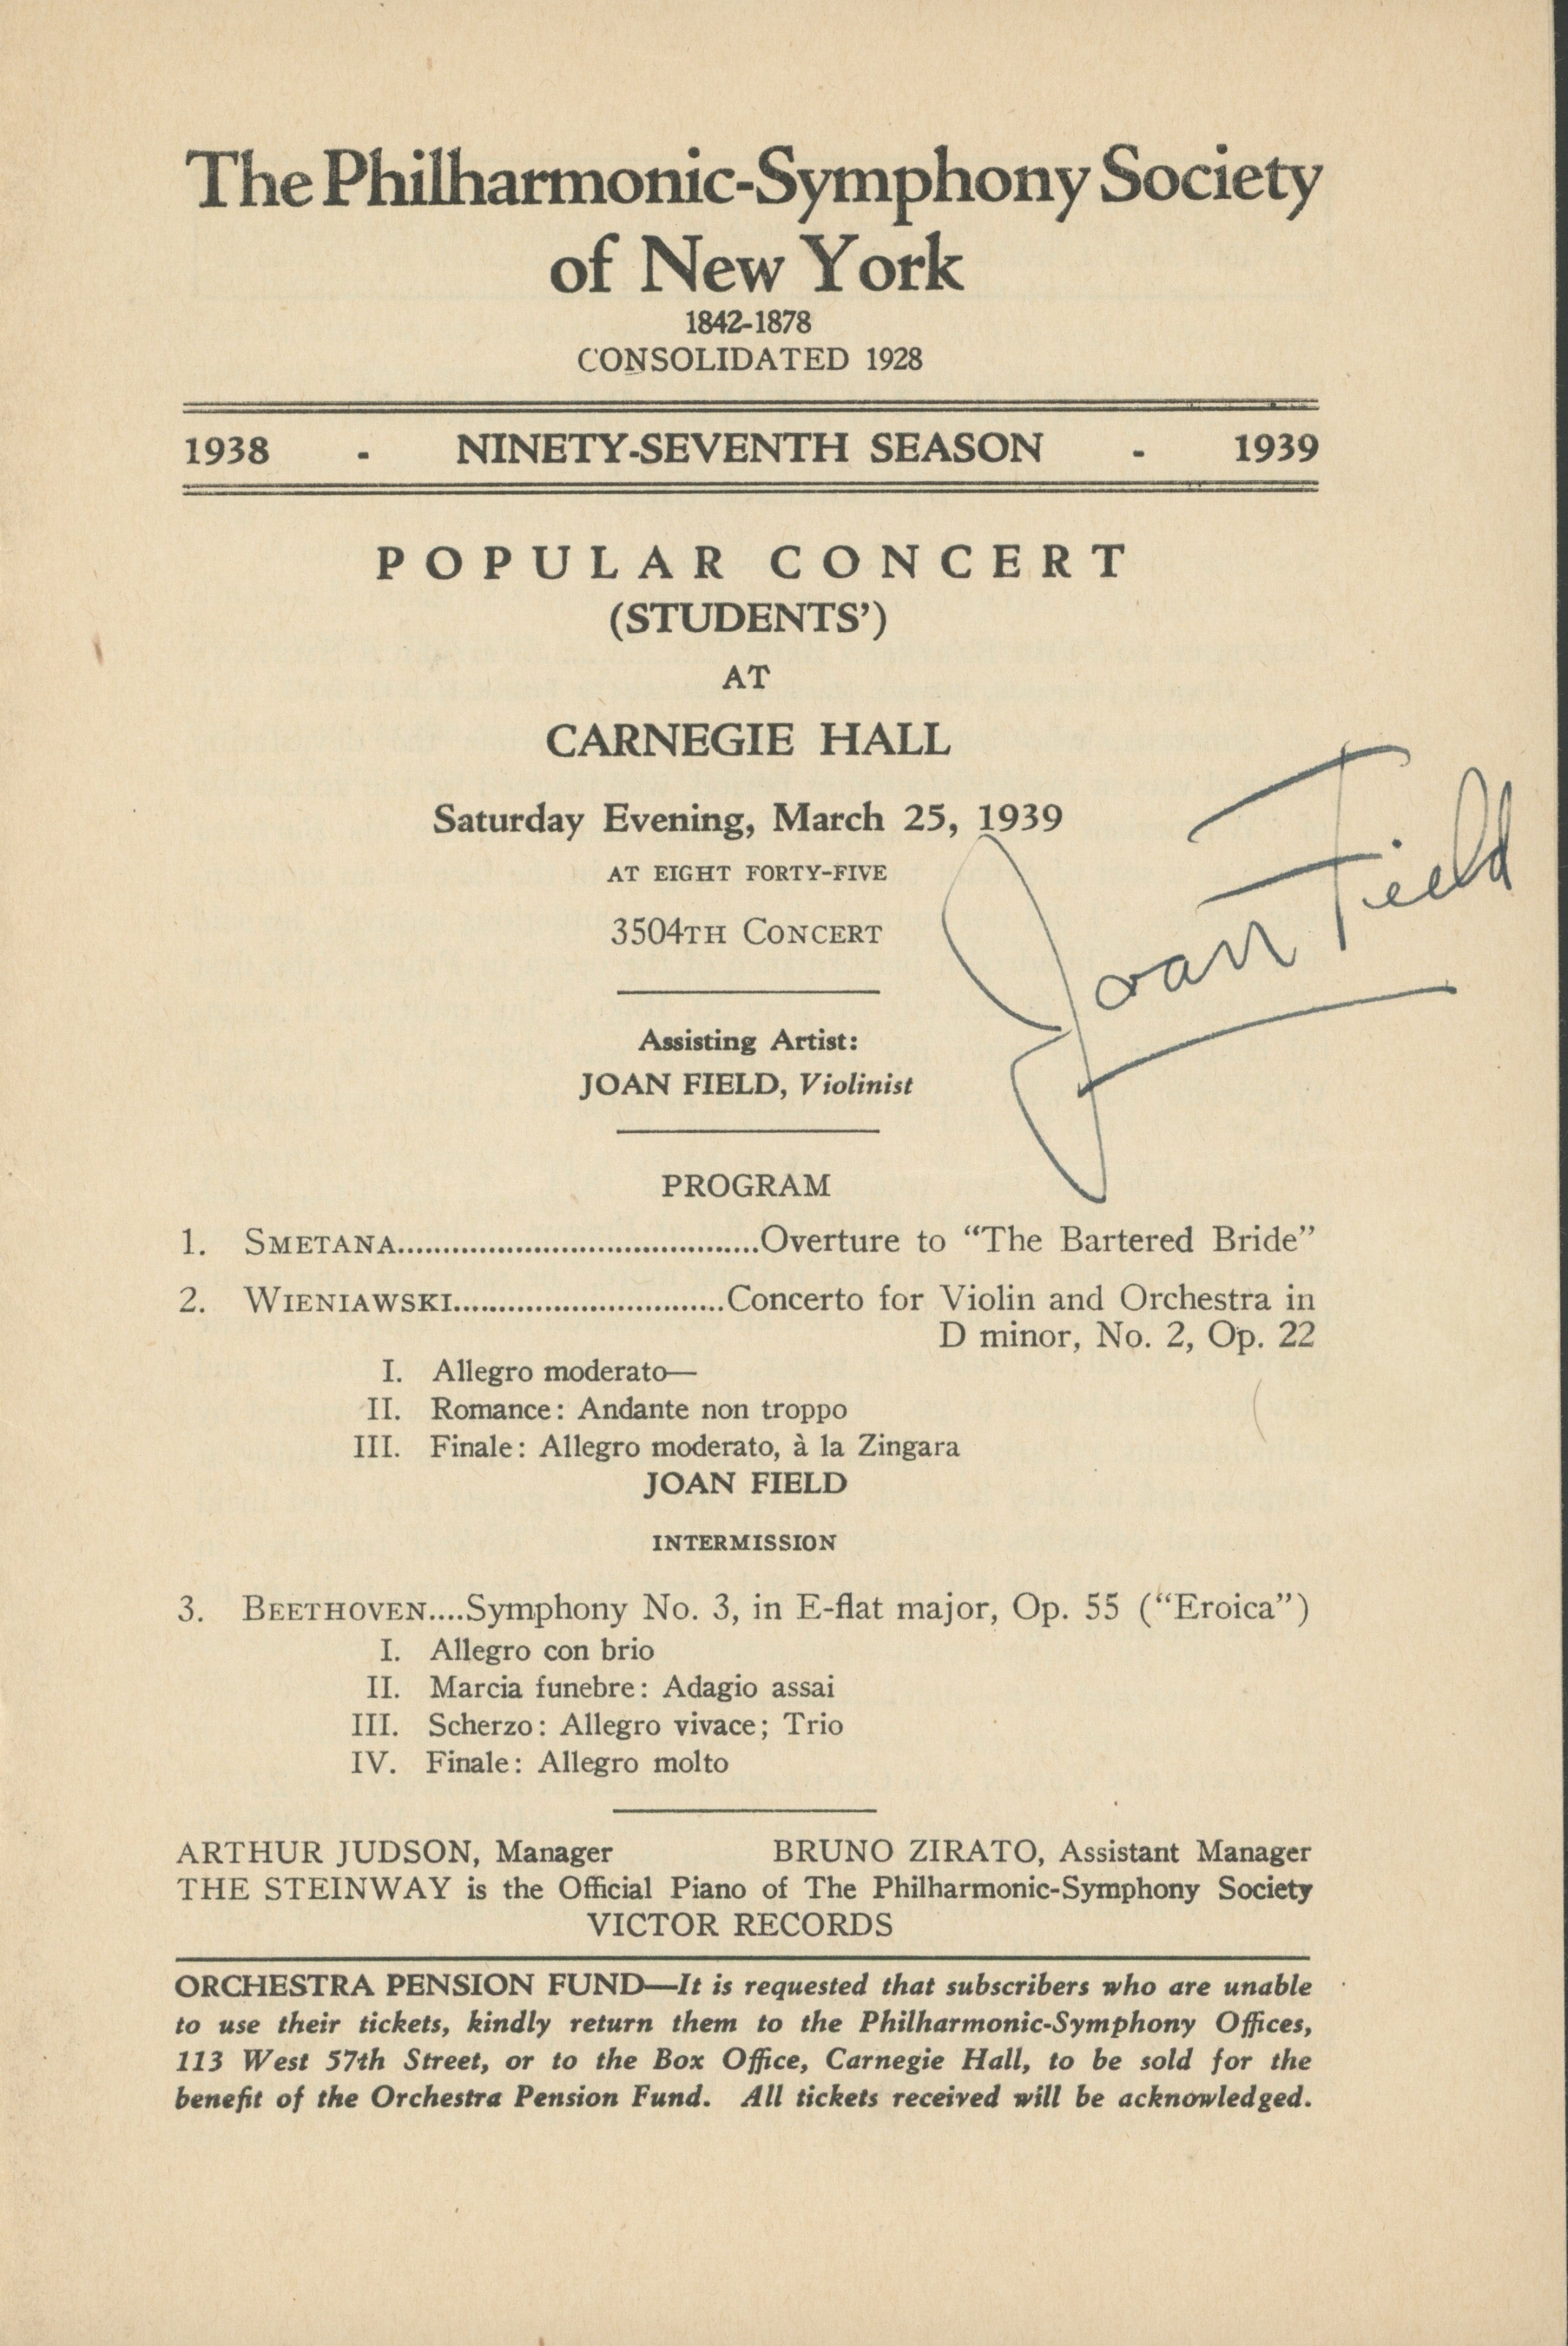 The Philharmonic-Symphony Society
of New York
1842-1878
CONSOLIDATED 1928
1938 - NINETY-SEVENTH SEASON - 1939
POPULAR CONCERT
(STUDENTS')
AT
CARNEGIE HALL
Saturday Evening, March 25, 1939
AT EIGHT FORTY-FIVE
3504TH CONCERT
Joan Field
Assisting Artist:
JOAN FIELD, Violinist
PROGRAM
1. SMETANA........................................Overture to “The Bartered Bride”
2. WIENIAWSKI..............................Concerto for Violin and Orchestra in
D minor, No. 2, Op. 22
I. Allegro moderato—
II. Romance: Andante non troppo
III. Finale: Allegro moderato, à la Zingara
JOAN FIELD
INTERMISSION
3. BEETHOVEN....Symphony No. 3, in E-flat major, Op. 55 (“Eroica”)
I. Allegro con brio
II. Marcia funebre: Adagio assai
III. Scherzo: Allegro vivace; Trio
IV. Finale: Allegro molto
ARTHUR JUDSON, Manager BRUNO ZIRATO, Assistant Manager
THE STEINWAY is the Official Piano of The Philharmonic-Symphony Society
VICTOR RECORDS
ORCHESTRA PENSION FUND—It is requested that subscribers who are unable
to use their tickets, kindly return them to the Philharmonic-Symphony Offices,
113 West 57th Street, or to the Box Office, Carnegie Hall, to be sold for the
benefit of the Orchestra Pension Fund. All tickets received will be acknowledged.